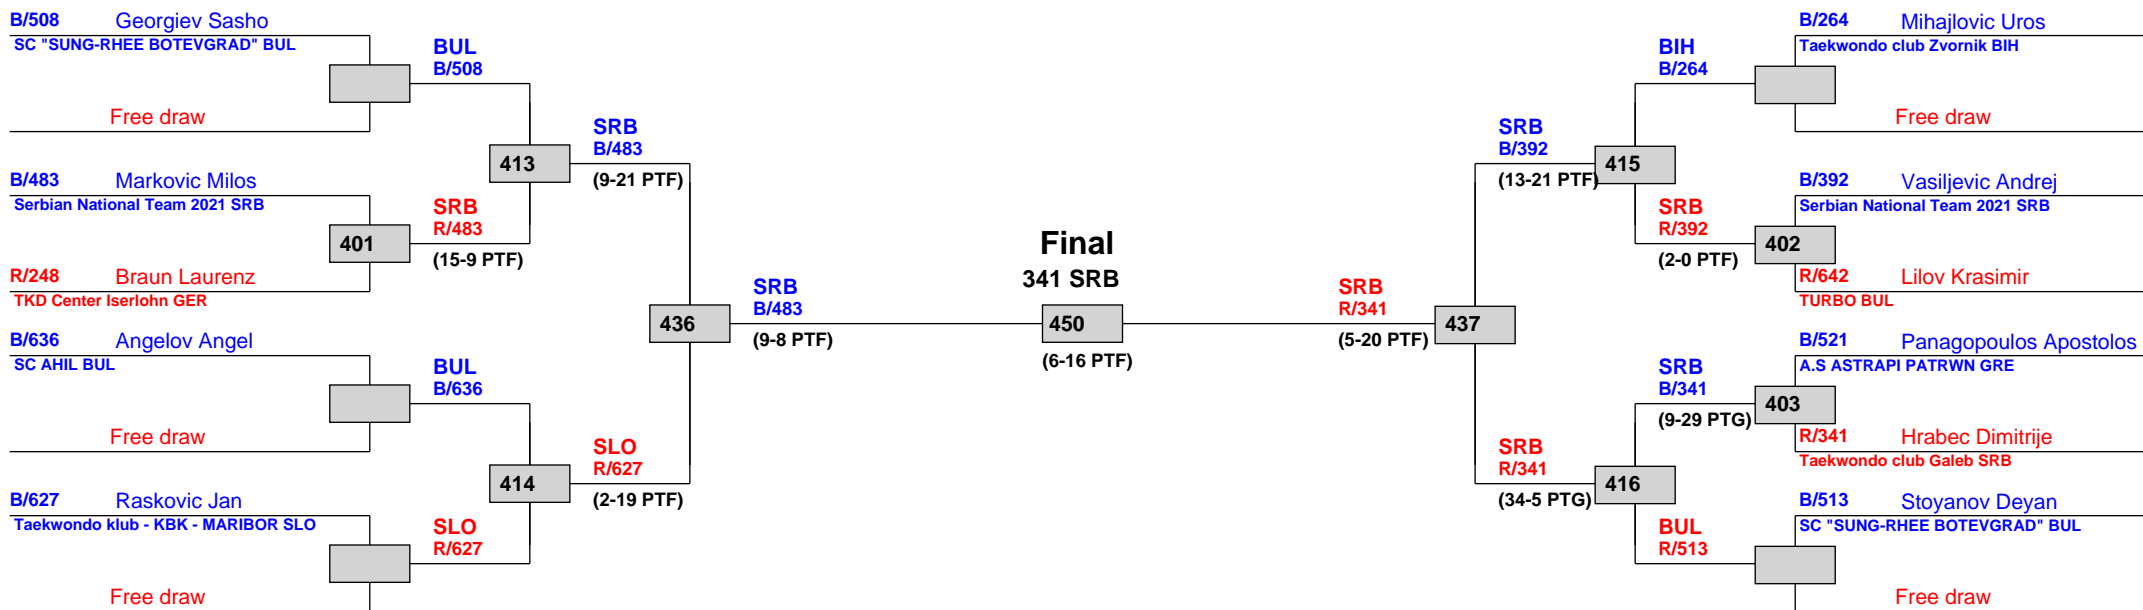 B/508 Georgiev Sasho
SC "SUNG-RHEE BOTEVGRAD" BUL
Free draw
BUL
B/508
B/483 Markovic Milos
Serbian National Team 2021 SRB
401
R/248 Braun Laurenz
TKD Center Iserlohn GER
SRB
R/483
(15-9 PTF)
413
SRB
B/483
(9-21 PTF)
B/636 Angelov Angel
SC AHIL BUL
Free draw
BUL
B/636
B/627 Raskovic Jan
Taekwondo klub - KBK - MARIBOR SLO
Free draw
SLO
R/627
414
SLO
R/627
(2-19 PTF)
436
SRB
B/483
(9-8 PTF)
Final
341 SRB
450
(6-16 PTF)
SRB
R/341
(5-20 PTF)
437
SRB
B/392
(13-21 PTF)
415
BIH
B/264
B/264 Mihajlovic Uros
Taekwondo club Zvornik BIH
Free draw
SRB
R/392
(2-0 PTF)
402
B/392 Vasiljevic Andrej
Serbian National Team 2021 SRB
R/642 Lilov Krasimir
TURBO BUL
SRB
R/341
(34-5 PTG)
416
SRB
B/341
(9-29 PTG)
403
B/521 Panagopoulos Apostolos
A.S ASTRAPI PATRWN GRE
R/341 Hrabec Dimitrije
Taekwondo club Galeb SRB
BUL
R/513
B/513 Stoyanov Deyan
SC "SUNG-RHEE BOTEVGRAD" BUL
Free draw